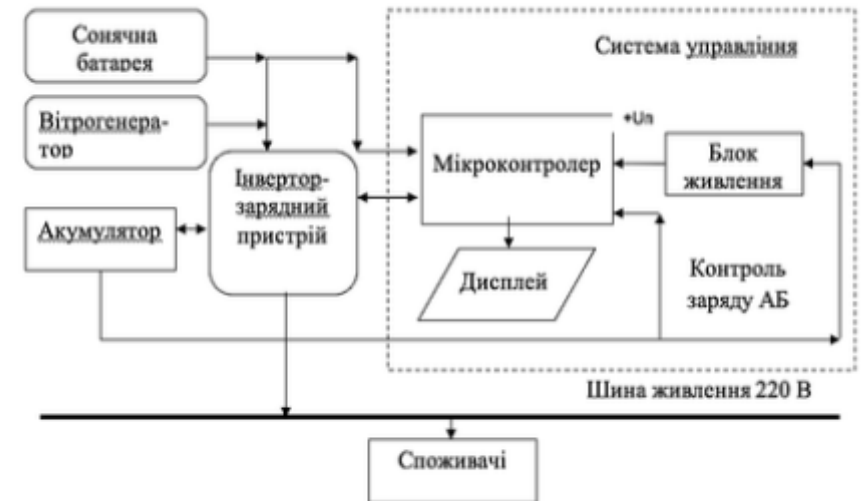 Сонячна
батарея
Система управління
Вітрогенера-
тор
+Un
Мікроконтролер
Блок
живлення
Інвертор-
зарядний
пристрій
Акумулятор
Дисплей
Контроль
заряду АБ
Шина живлення 220 В
Споживачі